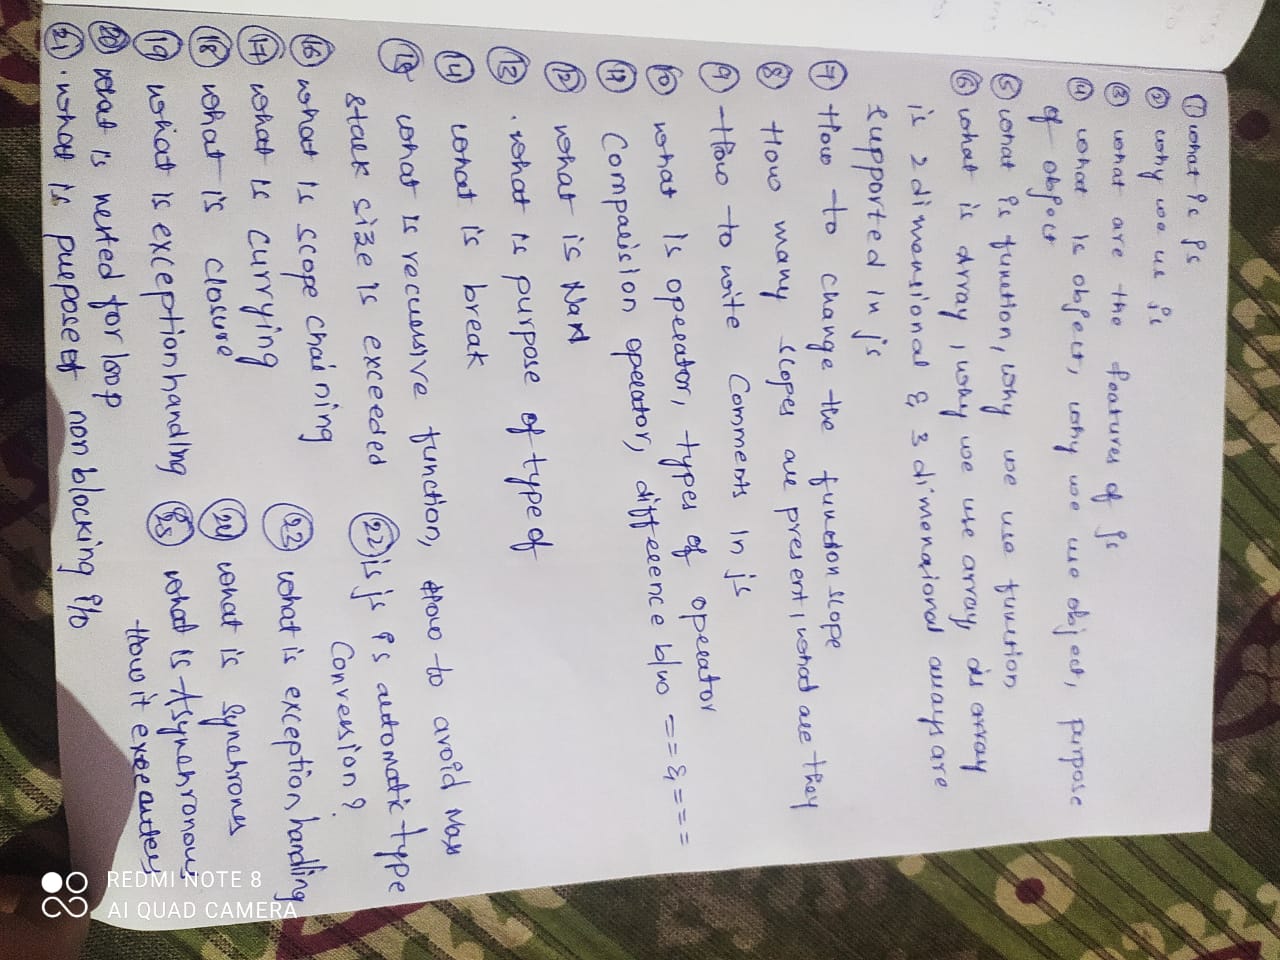 ① what is js
② why we us js
③ what are the features of js
④ what is object, why we use object, purpose
of object
⑤ what is function, why we use function
⑥ what is Array, why we use array, is array
is 2 dimensional & 3 dimensional arrays are
supported in js
⑦ How to change the function scope
⑧ How many scopes are present, what are they
⑨ How to write Comments In js
⑩ what is operator, types of operator
⑪ Comparision operator, difference b/w == & ===
⑫ what is NaN
⑬ what is purpose of type of
⑭ what is break
⑮ what is recursive function, How to avoid Max
stack size is exceeded
⑯ what is scope chaining
⑰ what is currying
⑱ what is closure
⑲ what is exception handling
⑳ what is nested for loop
㉑ what is purpose of non blocking i/o
㉒ is js is automatic type
Conversion?
㉓ what is exception handling
㉔ what is Synchronous
㉕ what is Asynchronous
How it executes
REDMI NOTE 8
AI QUAD CAMERA